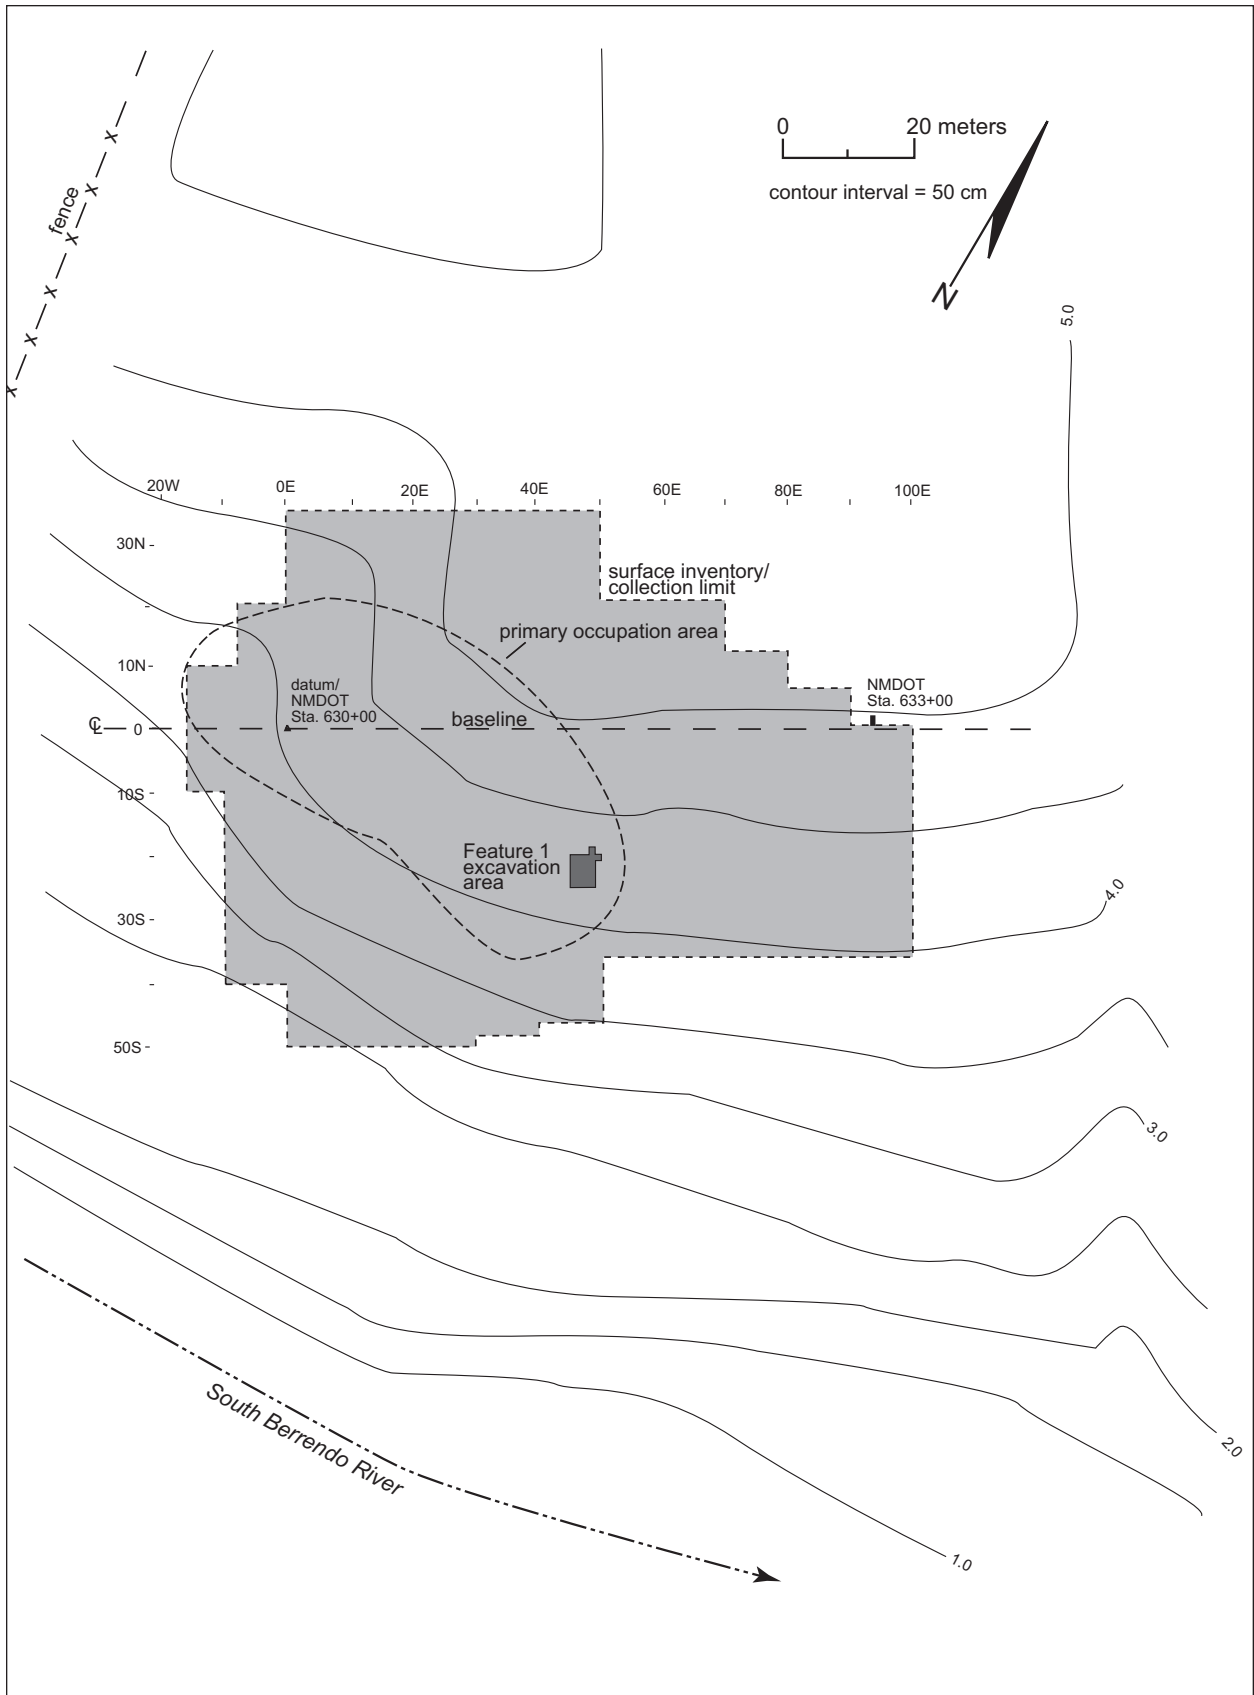 0 20 meters
contour interval = 50 cm
N
x
x
fence
x
x
x
x
5.0
20W 0E 20E 40E 60E 80E 100E
30N
surface inventory/
collection limit
primary occupation area
10N
datum/
NMDOT
Sta. 630+00
NMDOT
Sta. 633+00
baseline
℄ 0
10S
Feature 1
excavation
area
4.0
30S
50S
3.0
South Berrendo River
2.0
1.0